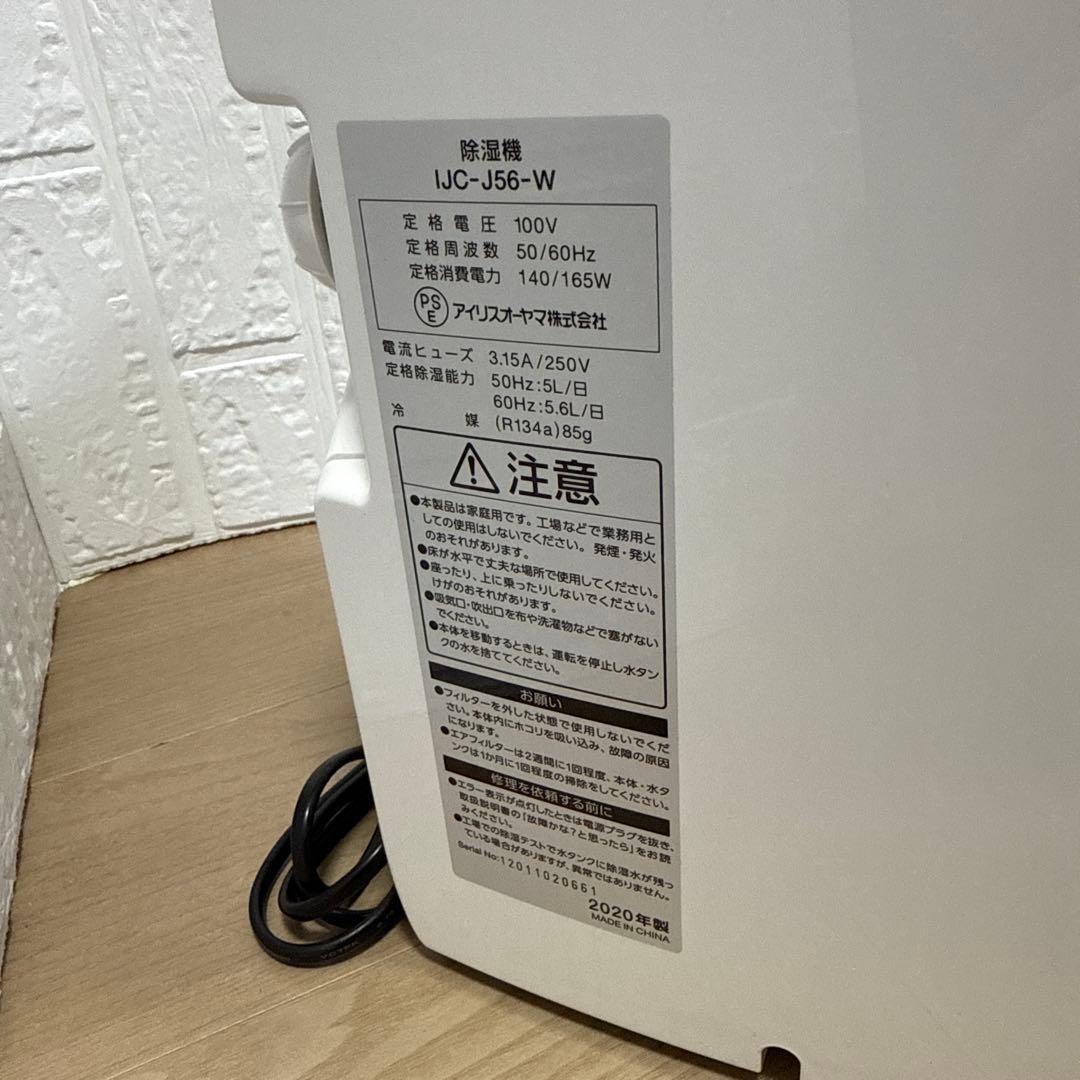 除湿機
IJC-J56-W
定格電圧 100V
定格周波数 50/60Hz
定格消費電力 140/165W
PSE アイリスオーヤマ株式会社
電流ヒューズ 3.15A/250V
定格除湿能力 50Hz:5L/日
60Hz:5.6L/日
冷媒 (R134a)85g
注意
●本製品は家庭用です。工場などで業務用と
しての使用はしないでください。発煙・発火
のおそれがあります。
●床が水平で丈夫な場所で使用してください。
●座ったり、上に乗ったりしないでください。
けがのおそれがあります。
●吸気口・吹出口を布や洗濯物などで塞がない
でください。
●本体を移動するときは、運転を停止し水タン
クの水を捨ててください。
お願い
●フィルターを外した状態で使用しないでくだ
さい。本体内にホコリを吸い込み、故障の原因
になります。
●エアフィルターは2週間に1回程度、本体・水タ
ンクは1か月に1回程度の掃除をしてください。
修理を依頼する前に
●エラー表示が点灯したときは電源プラグを抜き、
取扱説明書の「故障かな?と思ったら」をお読
みください。
●工場での除湿テストで水タンクに除湿水が残っ
ている場合がありますが、異常ではありません。
Serial No:12011020661
2020年製
MADE IN CHINA